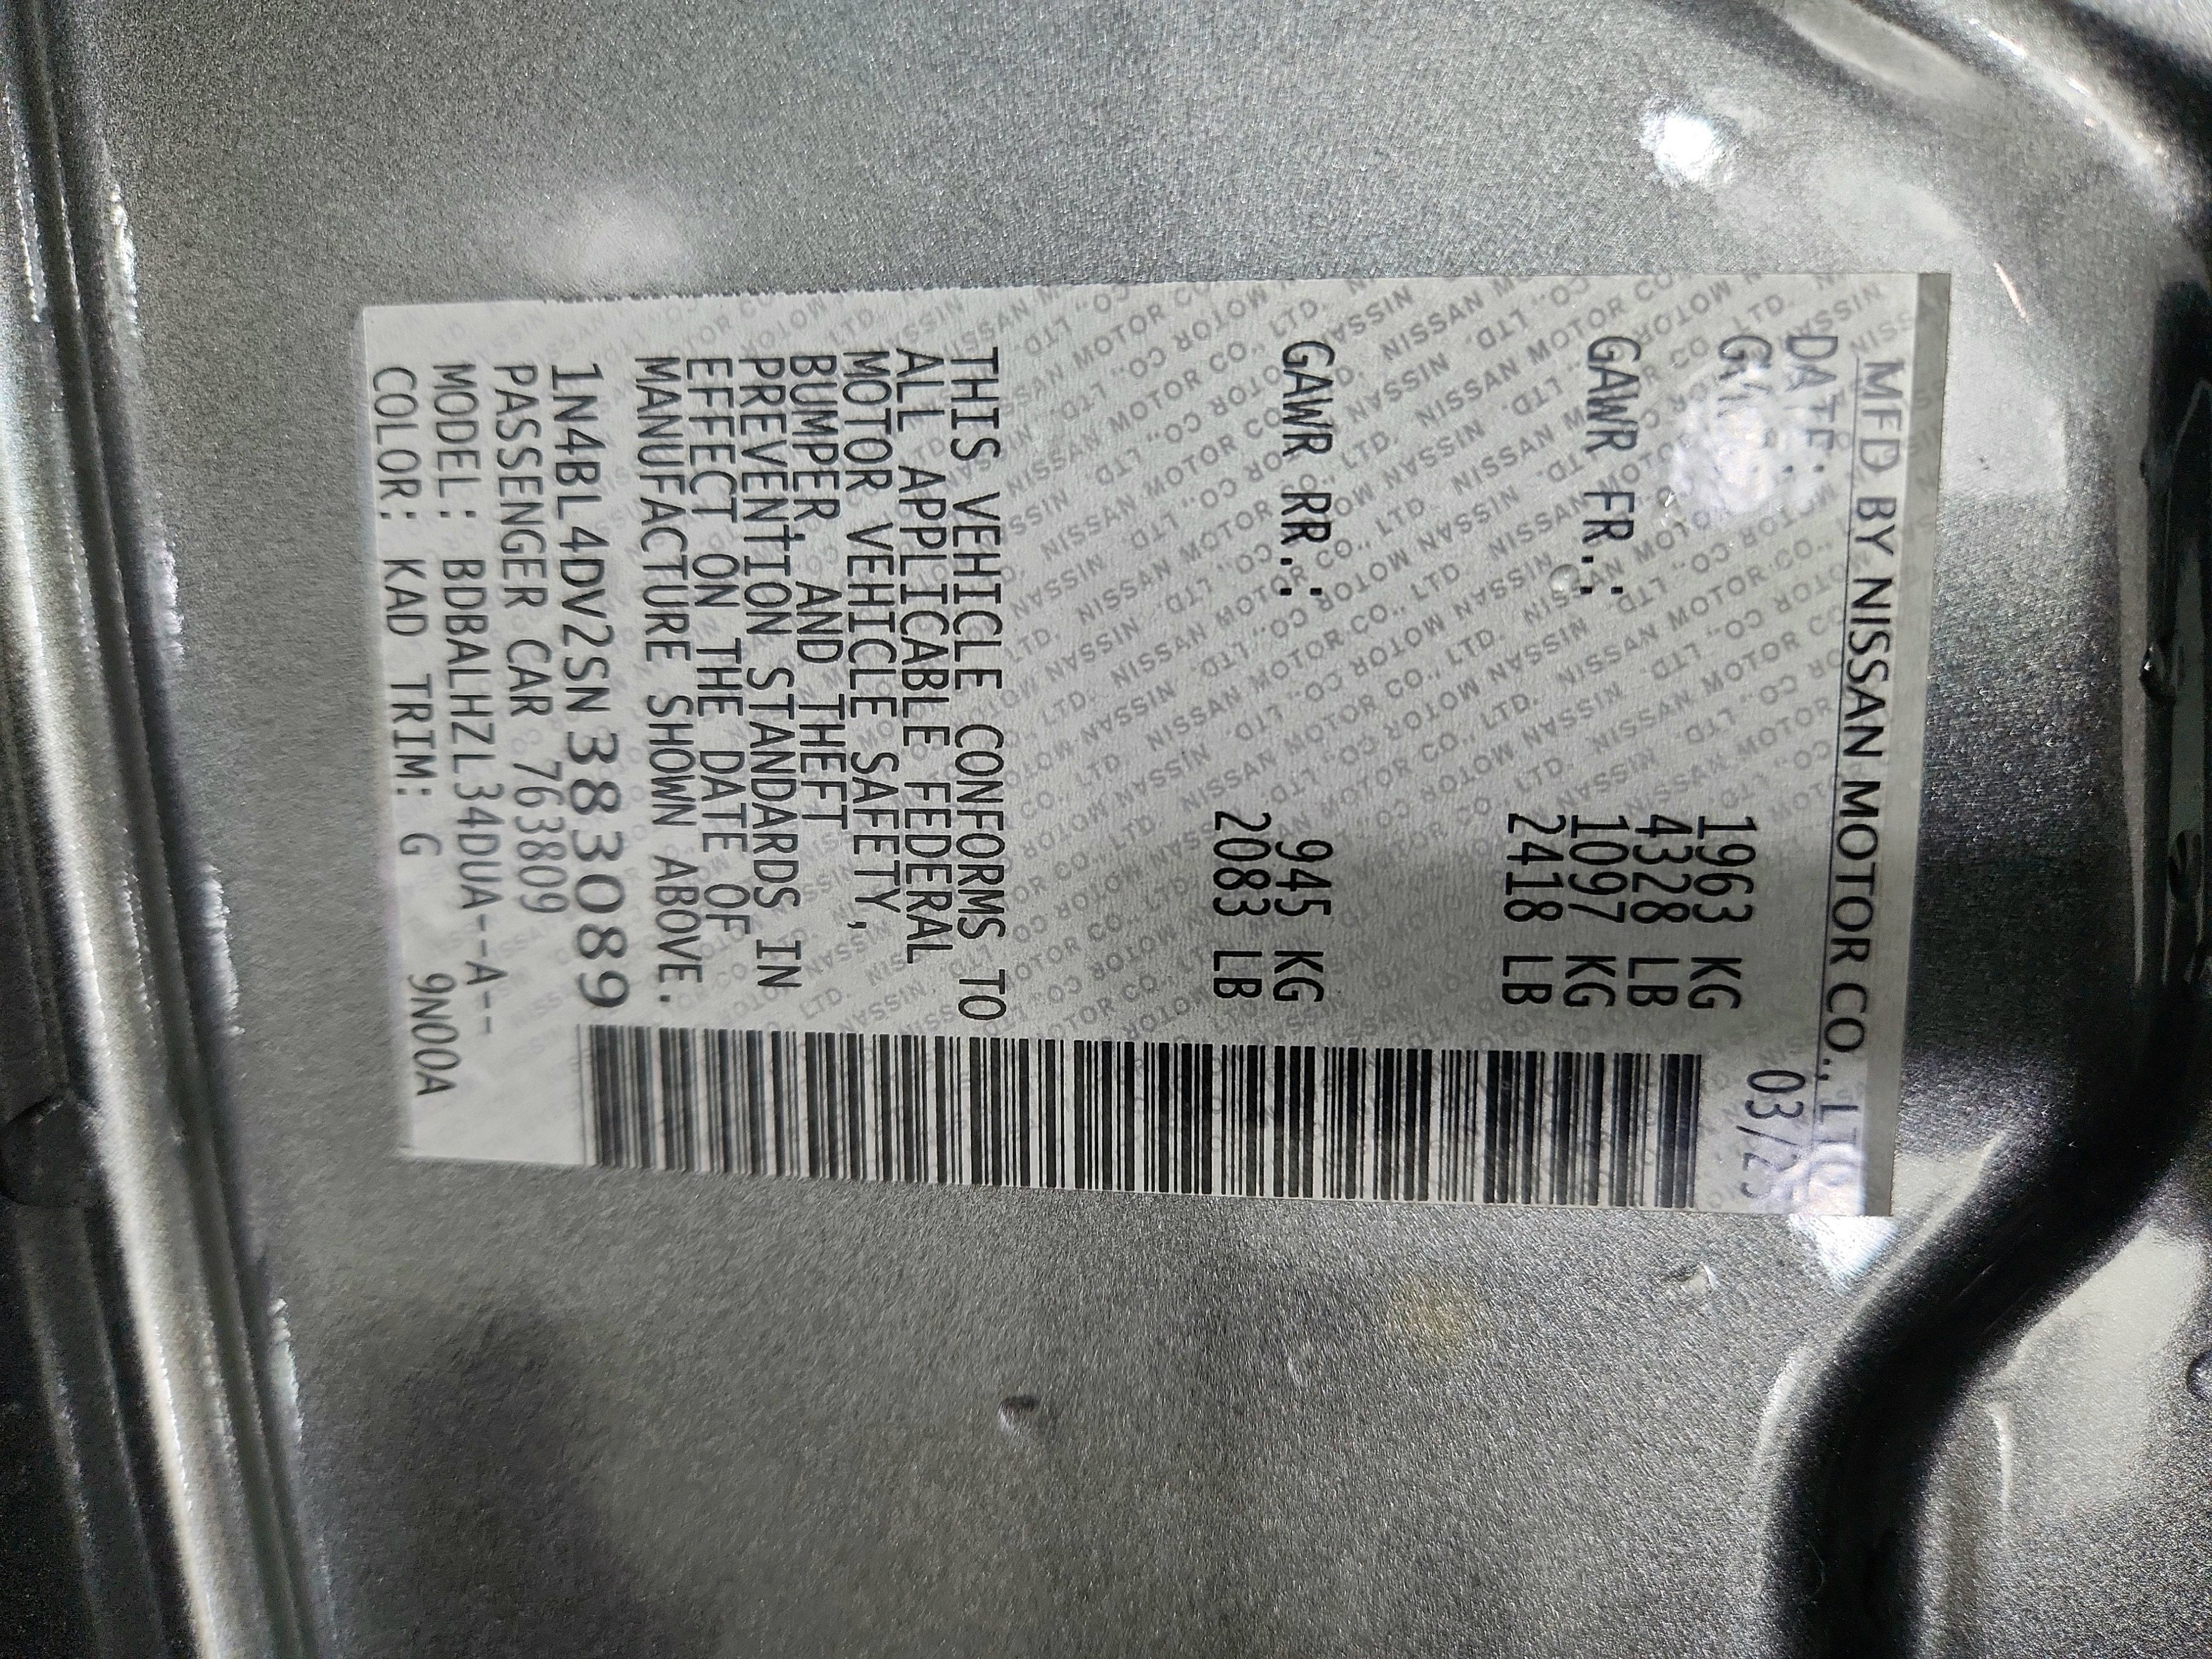 MFD BY NISSAN MOTOR CO., LTD.
DATE: 03/25
1963 KG
4328 LB
GAWR FR.: 1097 KG
2418 LB
GAWR RR.: 945 KG
2083 LB
THIS VEHICLE CONFORMS TO
ALL APPLICABLE FEDERAL
MOTOR VEHICLE SAFETY,
BUMPER, AND THEFT
PREVENTION STANDARDS IN
EFFECT ON THE DATE OF
MANUFACTURE SHOWN ABOVE.
1N4BL4DV2SN383089
PASSENGER CAR 763809
MODEL: BDBALHZL34DUA--A--
COLOR: KAD TRIM: G 9N00A